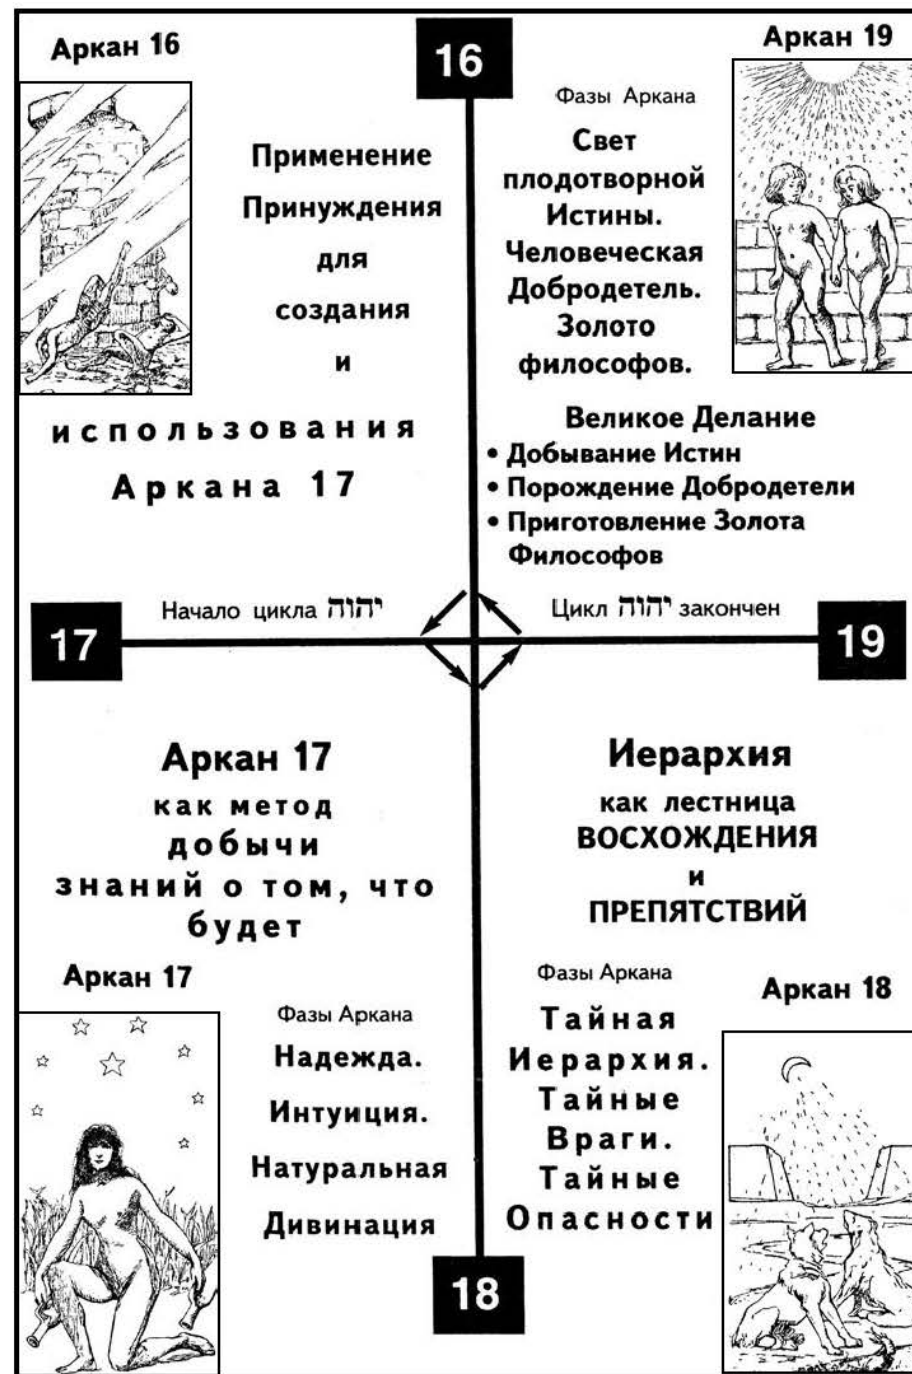 Аркан 16
16
Применение
Принуждения
для
создания
и
использования
Аркана 17
Аркан 19
Фазы Аркана
Свет
плодотворной
Истины.
Человеческая
Добродетель.
Золото
философов.
Великое Делание
• Добывание Истин
• Порождение Добродетели
• Приготовление Золота
Философов
17
Начало цикла יהוה
Цикл יהוה закончен
19
Аркан 17
как метод
добычи
знаний о том, что
будет
Аркан 17
Фазы Аркана
Надежда.
Интуиция.
Натуральная
Дивинация
Иерархия
как лестница
ВОСХОЖДЕНИЯ
и
ПРЕПЯТСТВИЙ
Фазы Аркана
Тайная
Иерархия.
Тайные
Враги.
Тайные
Опасности
Аркан 18
18